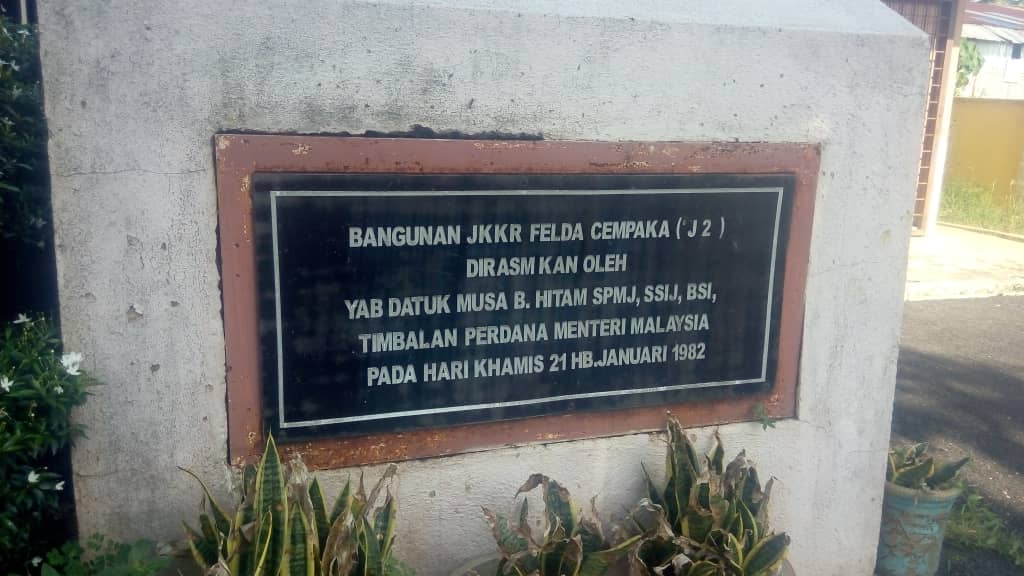 BANGUNAN JKKR FELDA CEMPAKA ( J 2 )
DIRASM KAN OLEH
YAB DATUK MUSA B. HITAM SPMJ, SSIJ, BSI,
TIMBALAN PERDANA MENTERI MALAYSIA
PADA HARI KHAMIS 21 HB.JANUARI 1982